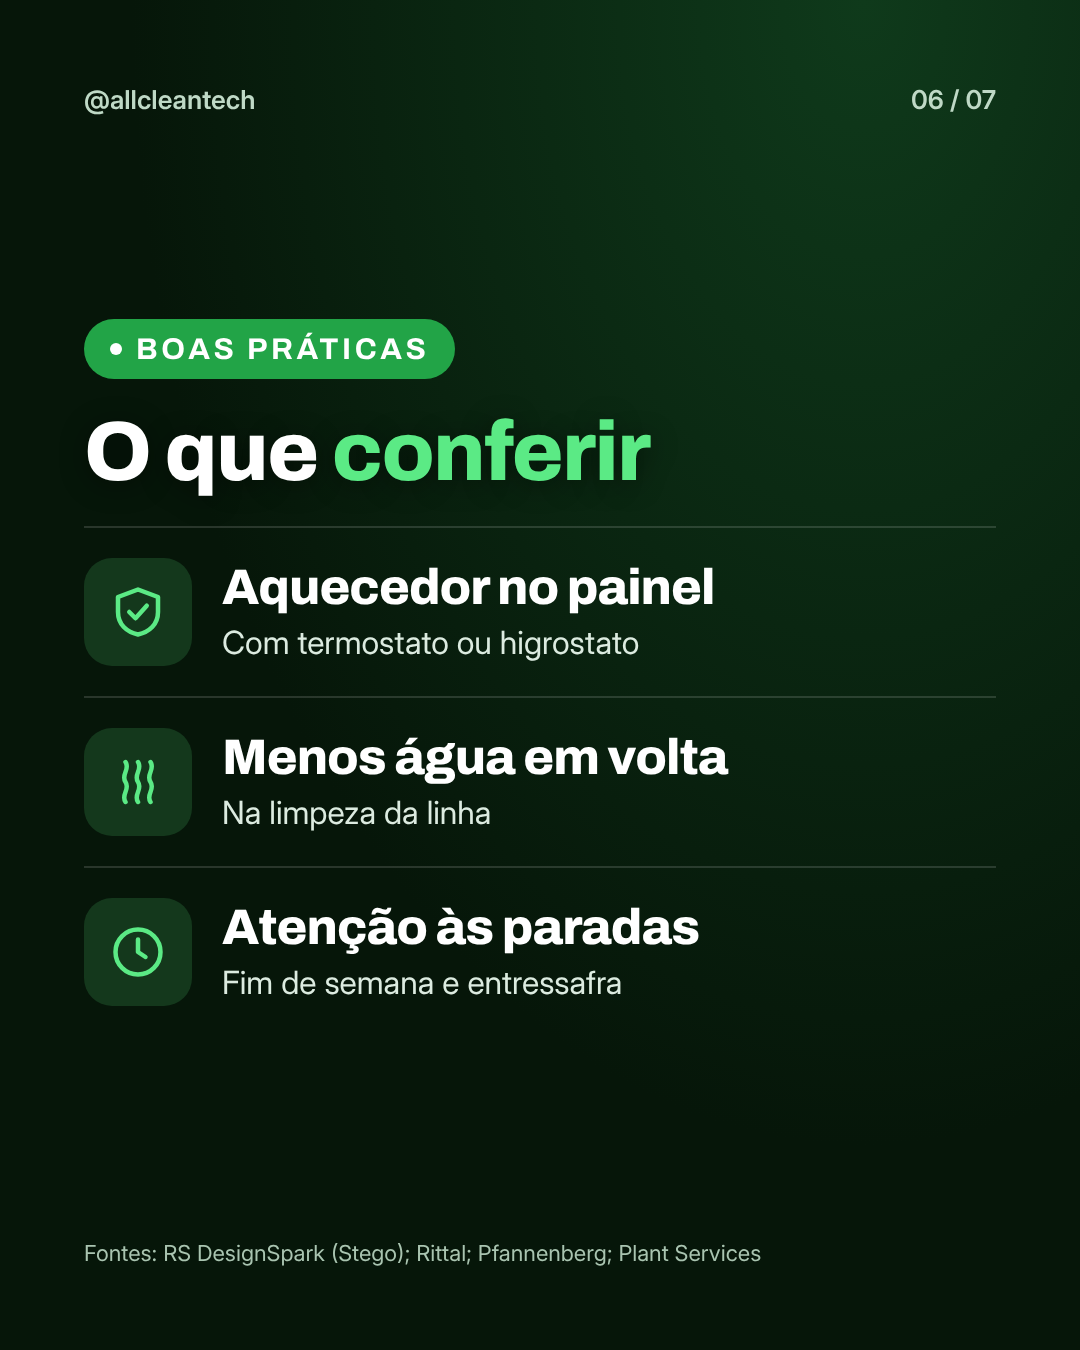 @allcleantech
06 / 07
• BOAS PRÁTICAS
O que conferir
Aquecedor no painel
Com termostato ou higrostato
Menos água em volta
Na limpeza da linha
Atenção às paradas
Fim de semana e entressafra
Fontes: RS DesignSpark (Stego); Rittal; Pfannenberg; Plant Services